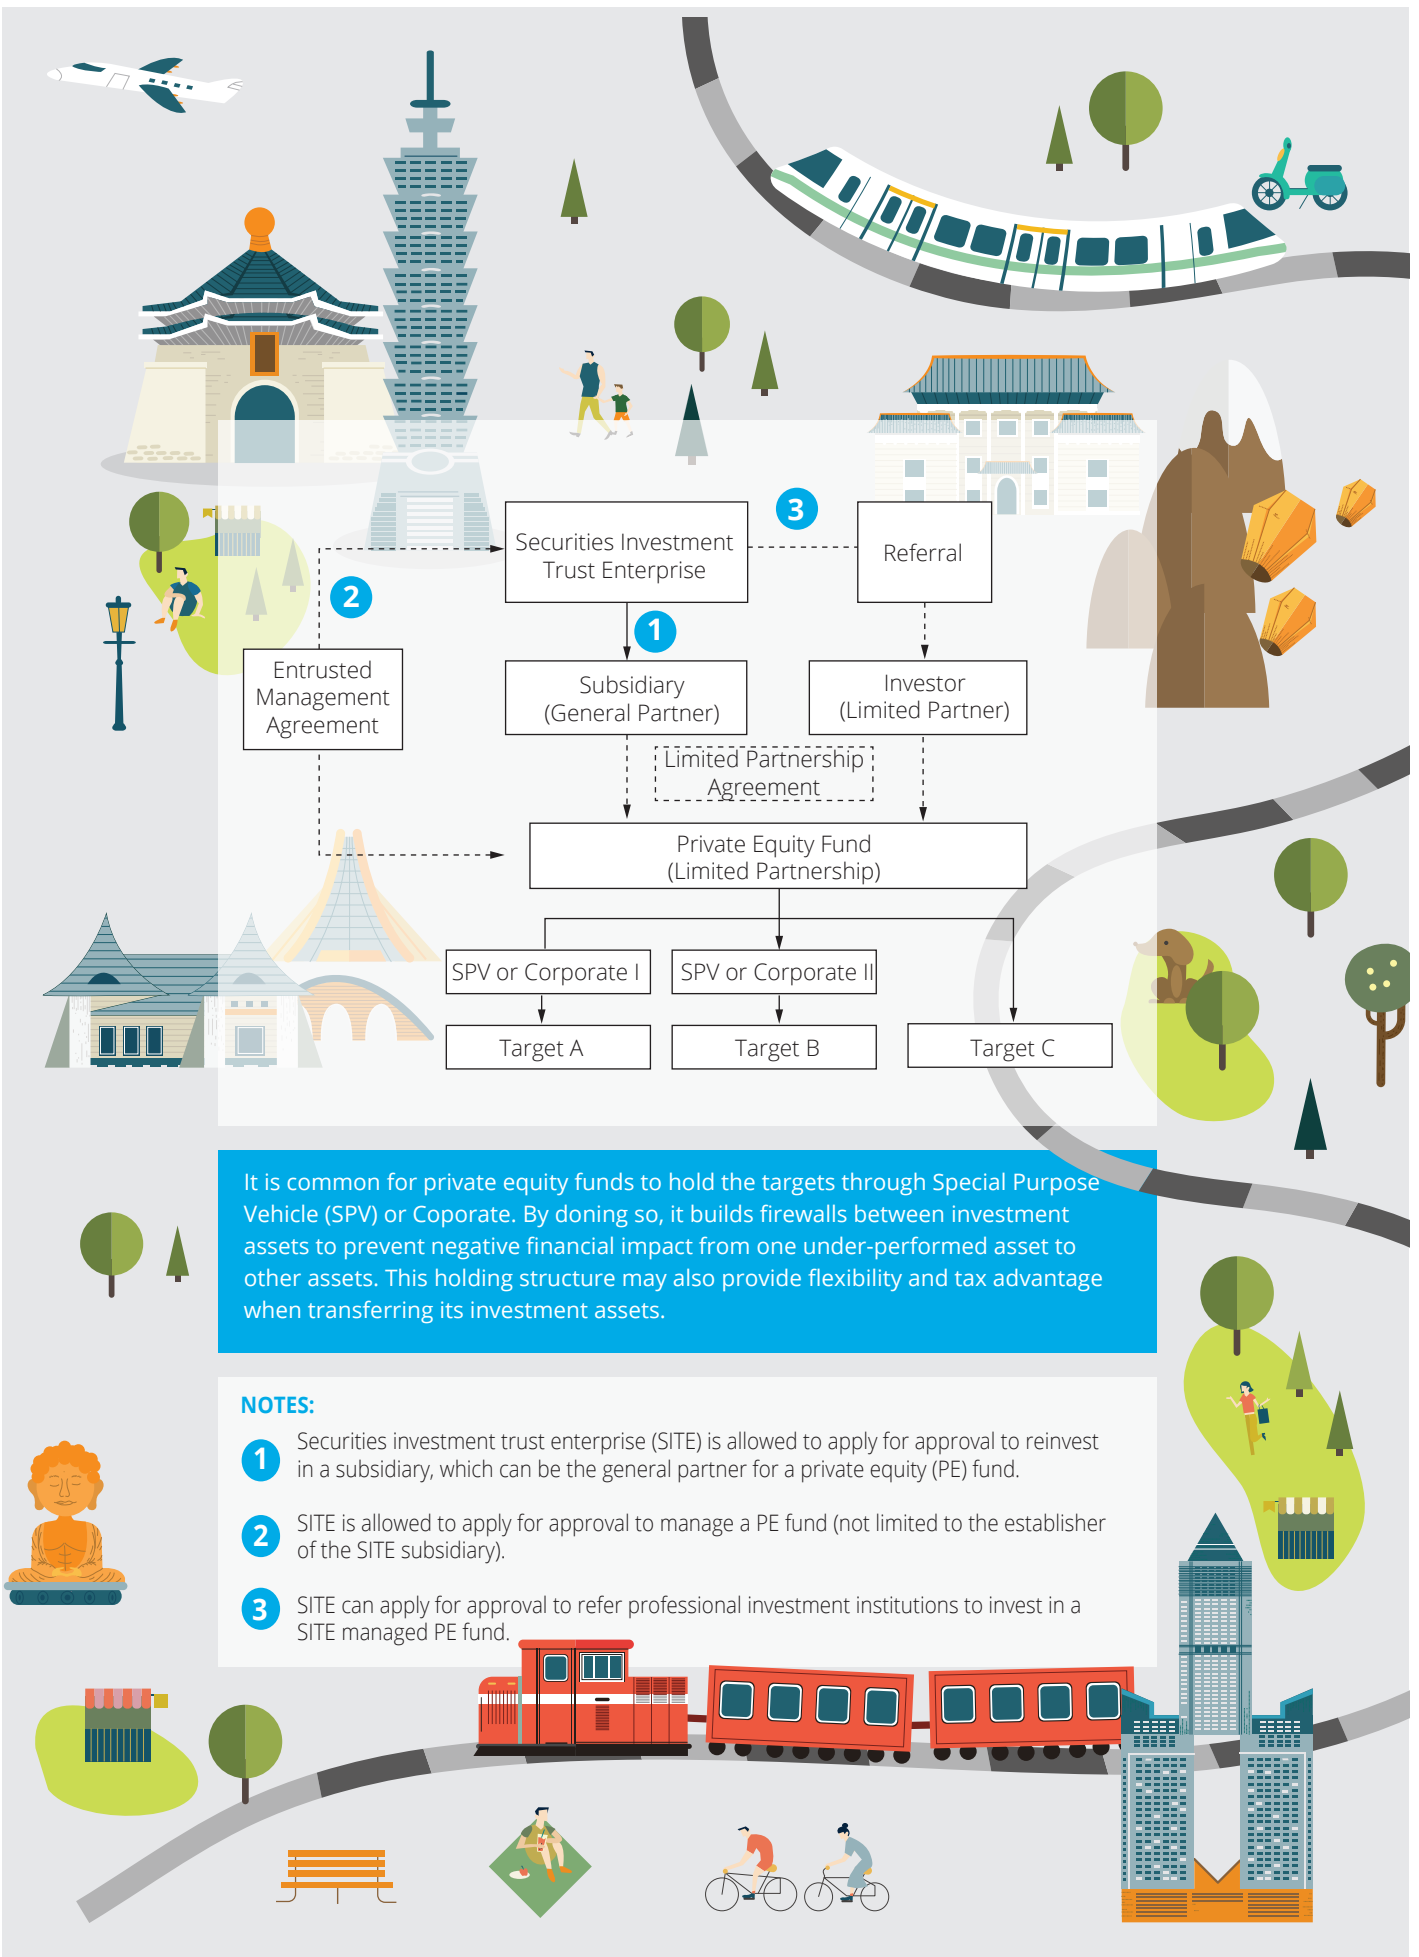 3
Securities Investment
Trust Enterprise
Referral
2
1
Entrusted
Management
Agreement
Subsidiary
(General Partner)
Investor
(Limited Partner)
Limited Partnership
Agreement
Private Equity Fund
(Limited Partnership)
SPV or Corporate I
SPV or Corporate II
Target A
Target B
Target C
It is common for private equity funds to hold the targets through Special Purpose
Vehicle (SPV) or Coporate. By doning so, it builds firewalls between investment
assets to prevent negative financial impact from one under-performed asset to
other assets. This holding structure may also provide flexibility and tax advantage
when transferring its investment assets.
NOTES:
1
Securities investment trust enterprise (SITE) is allowed to apply for approval to reinvest
in a subsidiary, which can be the general partner for a private equity (PE) fund.
2
SITE is allowed to apply for approval to manage a PE fund (not limited to the establisher
of the SITE subsidiary).
3
SITE can apply for approval to refer professional investment institutions to invest in a
SITE managed PE fund.